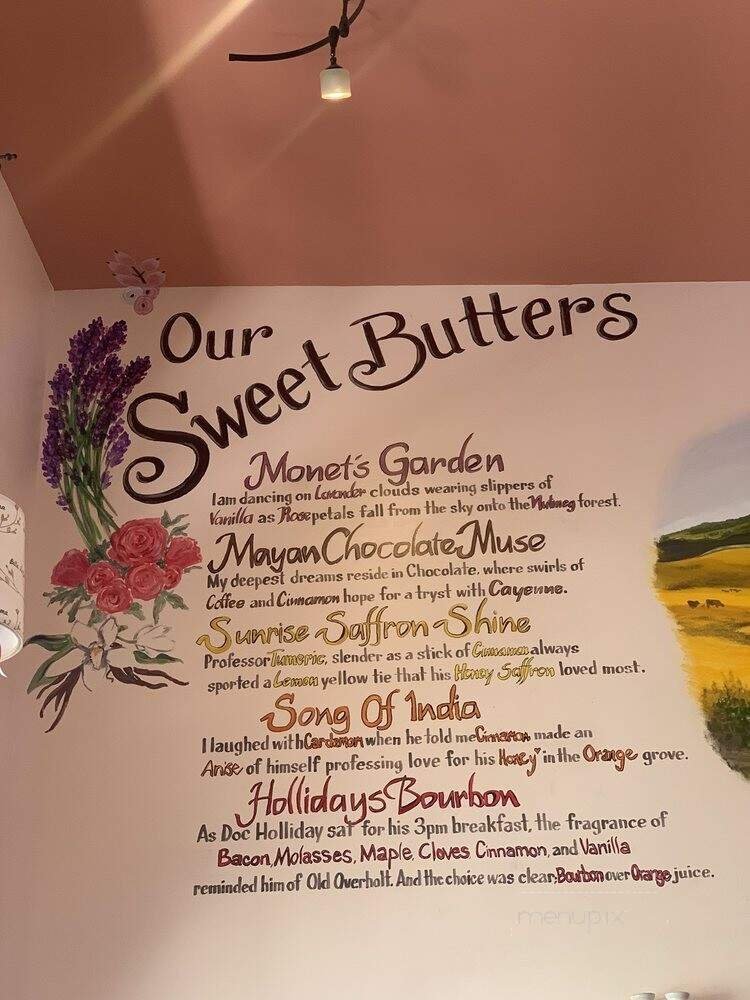 Our
Sweet Butters
Monet's Garden
I am dancing on Lavender clouds wearing slippers of
Vanilla as Rose petals fall from the sky onto the Nutmeg forest.
Mayan Chocolate Muse
My deepest dreams reside in Chocolate, where swirls of
Coffee and Cinnamon hope for a tryst with Cayenne.
Sunrise Saffron Shine
Professor Tumeric, slender as a stick of Cinnamon always
sported a Lemon yellow tie that his Honey Saffron loved most.
Song Of India
I laughed with Cardamom when he told me Cinnamon made an
Anise of himself professing love for his Honey in the Orange grove.
Hollidays Bourbon
As Doc Holliday sat for his 3pm breakfast, the fragrance of
Bacon, Molasses, Maple, Cloves, Cinnamon, and Vanilla
reminded him of Old Overholt. And the choice was clear; Bourbon over Orange juice.
menupix